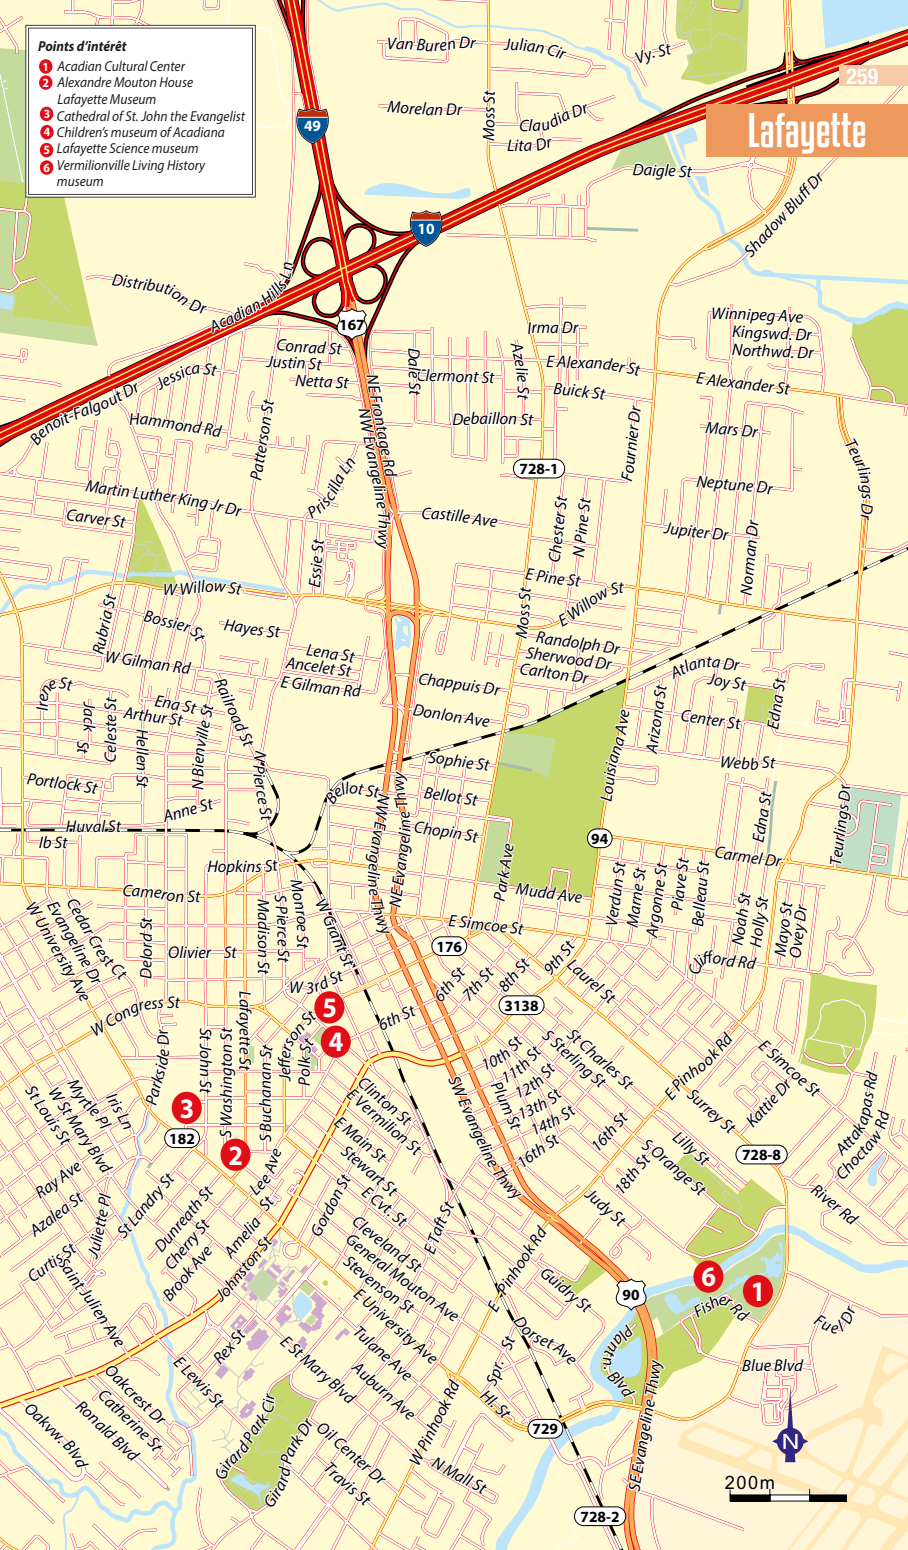 Points d'intérêt
1 Acadian Cultural Center
2 Alexandre Mouton House
Lafayette Museum
3 Cathedral of St. John the Evangelist
4 Children's museum of Acadiana
5 Lafayette Science museum
6 Vermilionville Living History
museum
259
Lafayette
Van Buren Dr
Julian Cir
Vy. St
Morelan Dr
Moss St
Claudia Dr
Lita Dr
49
Daigle St
Shadow Bluff Dr
10
Distribution Dr
Acadian Hills Ln
167
Irma Dr
Winnipeg Ave
Kingswd. Dr
Northwd. Dr
Conrad St
Justin St
Netta St
Dale St
Clermont St
Azelie St
E Alexander St
Buick St
E Alexander St
Jessica St
Benoit-Falgout Dr
Hammond Rd
Patterson St
NE Frontage Rd
NW Evangeline Thwy
Debaillon St
Fournier Dr
Mars Dr
Teurlings Dr
728-1
Priscilla Ln
Martin Luther King Jr Dr
Carver St
Neptune Dr
Castille Ave
Chester St
N Pine St
Jupiter Dr
Norman Dr
Essie St
W Willow St
E Pine St
E Willow St
Moss St
Rubria St
Bossier St
Hayes St
Randolph Dr
Sherwood Dr
Carlton Dr
Lena St
Ancelet St
E Gilman Rd
W Gilman Rd
Chappuis Dr
Atlanta Dr
Joy St
Irene St
Jack St
Celeste St
Ena St
Arthur St
Railroad St
Donlon Ave
Louisiana Ave
Arizona St
Center St
Edna St
Hellen St
N Bienville St
N Pierce St
Sophie St
Webb St
Portlock St
Anne St
Bellot St
Bellot St
NW Evangeline Thwy
NE Evangeline Thwy
Huval St
Ib St
Chopin St
94
Edna St
Teurlings Dr
Hopkins St
Park Ave
Carmel Dr
Cameron St
Mudd Ave
Verdun St
Marne St
Argonne St
Piave St
Belleau St
W University Ave
Evangeline Dr
Cedar Crest Ct
Delord St
Madison St
S Pierce St
Monroe St
W Grant St
E Simcoe St
Noah St
Holly St
Mayo St
Ovey Dr
Olivier St
176
Clifford Rd
W 3rd St
6th St
7th St
8th St
9th St
Laurel St
W Congress St
Lafayette St
5
3138
6th St
4
Jefferson St
Polk St
Parkside Dr
St John St
S Washington St
S Buchanan St
10th St
11th St
12th St
13th St
14th St
16th St
S Sterling St
St Charles St
Plum St
E Pinhook Rd
E Simcoe St
Kattie Dr
Surrey St
Attakapas Rd
Choctaw Rd
St Louis St
W St Mary Blvd
Myrtle Pl
Iris Ln
3
182
2
Clinton St
E Vermilion St
SW Evangeline Thwy
16th St
728-8
E Main St
Stewart St
E Cvt. St
Lilly St
S Orange St
18th St
Ray Ave
Azalea St
Juliette Pl
St Landry St
Lee Ave
Gordon St
Judy St
River Rd
Dunreath St
Cherry St
Brook Ave
Amelia St
Johnston St
Cleveland St
General Mouton Ave
Stevenson St
E University Ave
E Taft St
E Pinhook Rd
Guidry St
90
6
1
Fisher Rd
Curtis St
Saint Julien Ave
Rex St
Tulane Ave
Auburn Ave
Dorset Ave
Plantn. Blvd
Fue/Dr
E St Mary Blvd
E Lewis St
Spl. St
Blue Blvd
Oakcrest Dr
Catherine St
Ronald Blvd
Oakvw. Blvd
Girard Park Cir
Girard Park Dr
W Pinhook Rd
Hl. St
729
Oil Center Dr
Travis St
N Mall St
SE Evangeline Thwy
N
200m
728-2